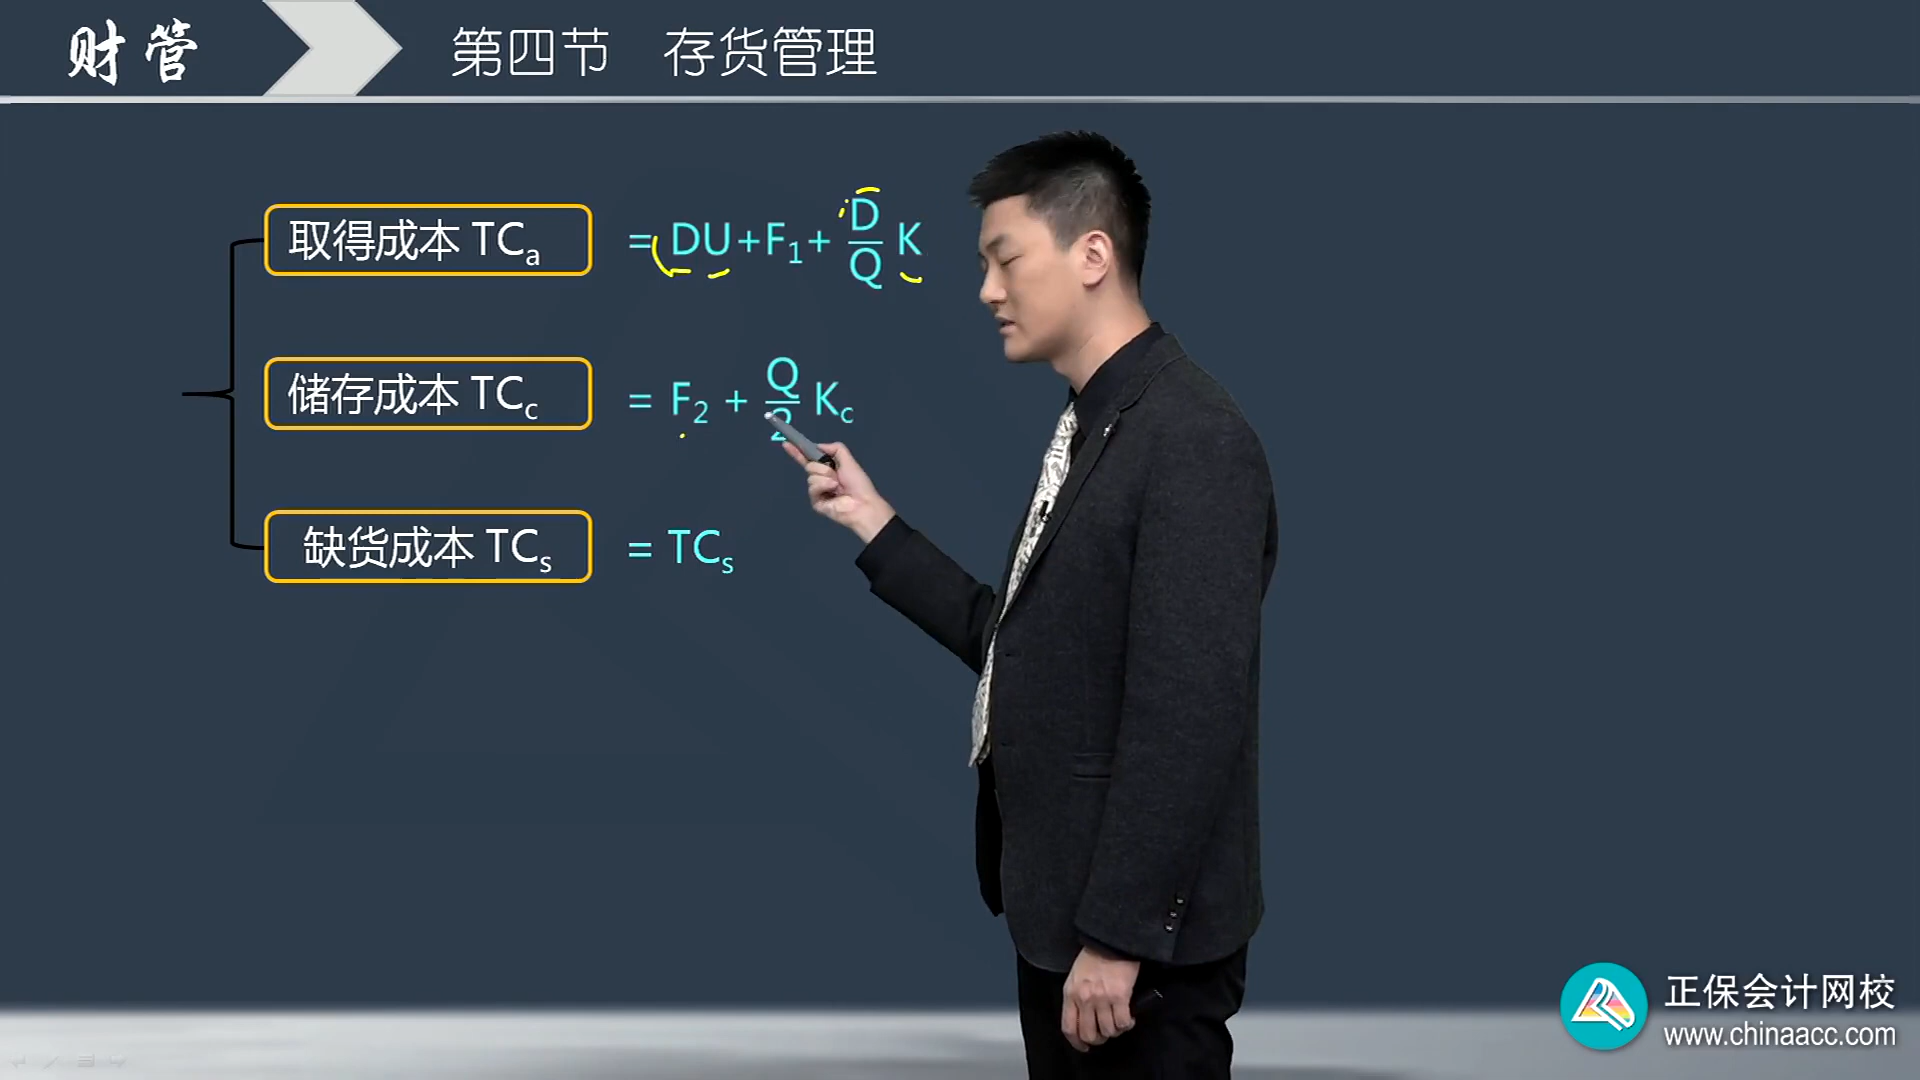 财管
第四节 存货管理
取得成本 TCa = DU+F1+ D/Q K
储存成本 TCc = F2 + Q/2 Kc
缺货成本 TCs = TCs
正保会计网校
www.chinaacc.com